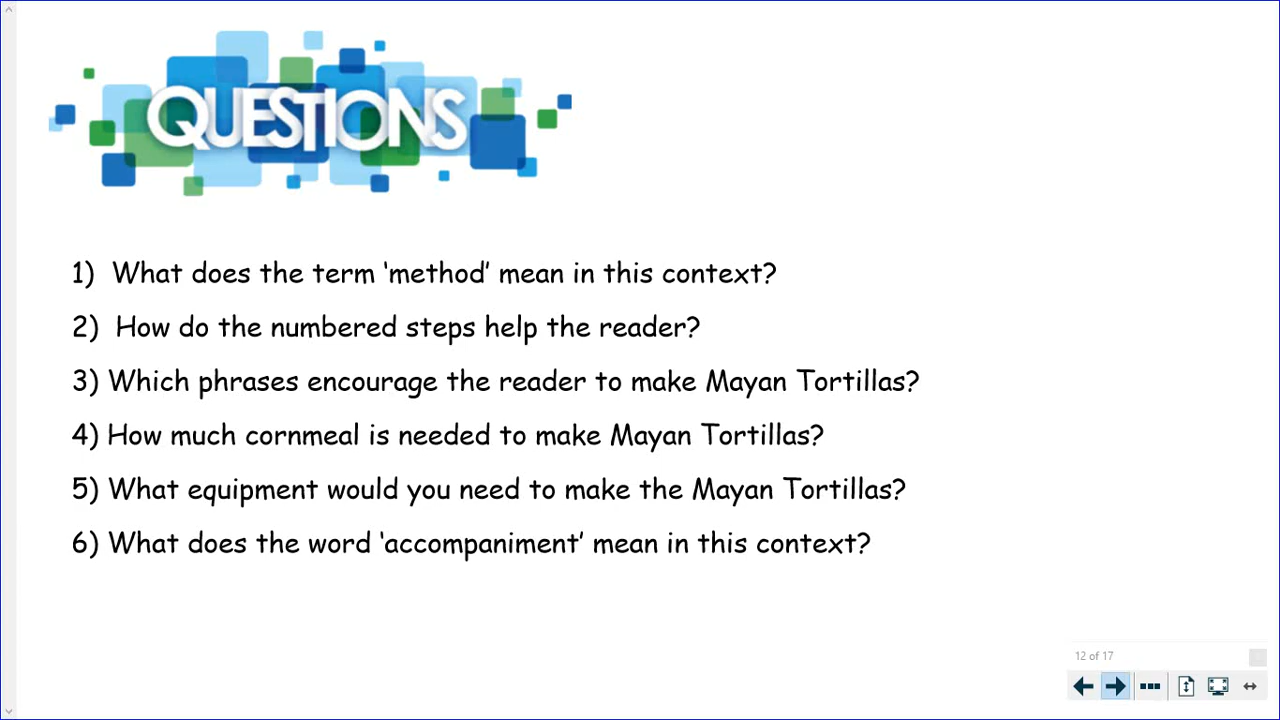 QUESTIONS
1) What does the term ‘method’ mean in this context?
2) How do the numbered steps help the reader?
3) Which phrases encourage the reader to make Mayan Tortillas?
4) How much cornmeal is needed to make Mayan Tortillas?
5) What equipment would you need to make the Mayan Tortillas?
6) What does the word ‘accompaniment’ mean in this context?
12 of 17